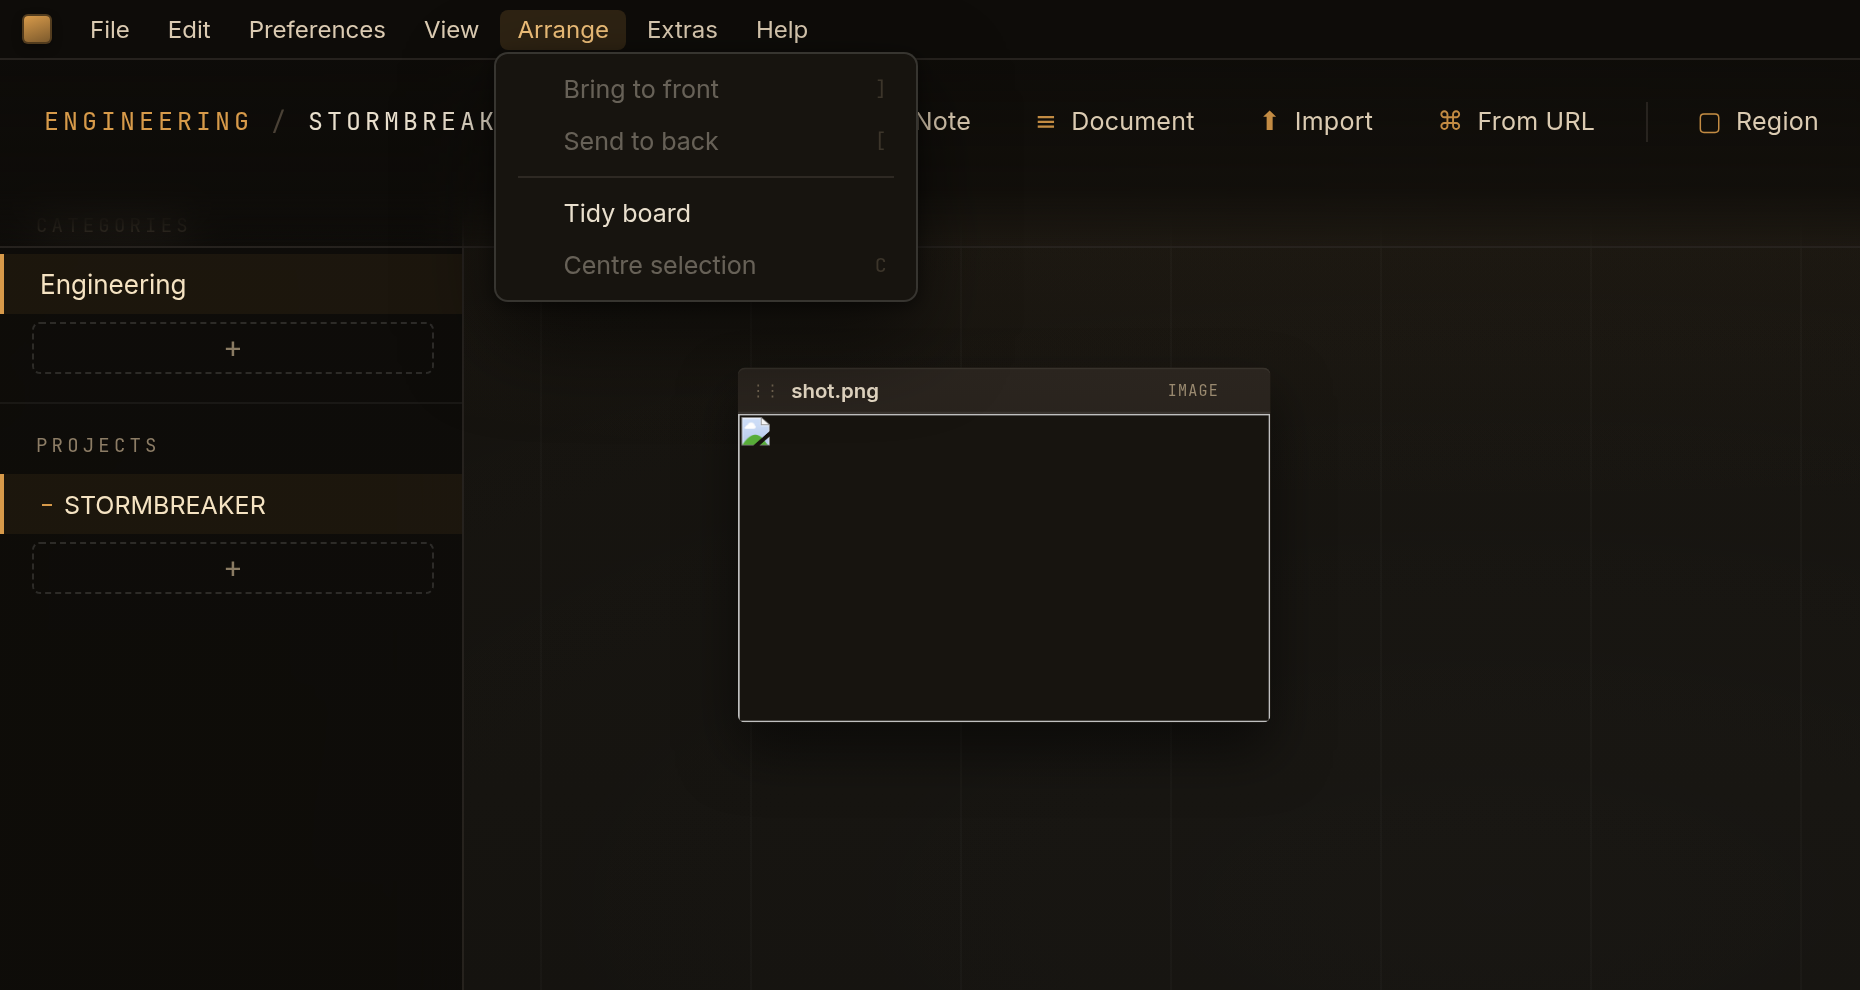 File Edit Preferences View Arrange Extras Help
Bring to front ]
Send to back [
Tidy board
Centre selection C
ENGINEERING / STORMBREAK
Note Document Import From URL Region
CATEGORIES
Engineering
+
PROJECTS
– STORMBREAKER
+
shot.png IMAGE